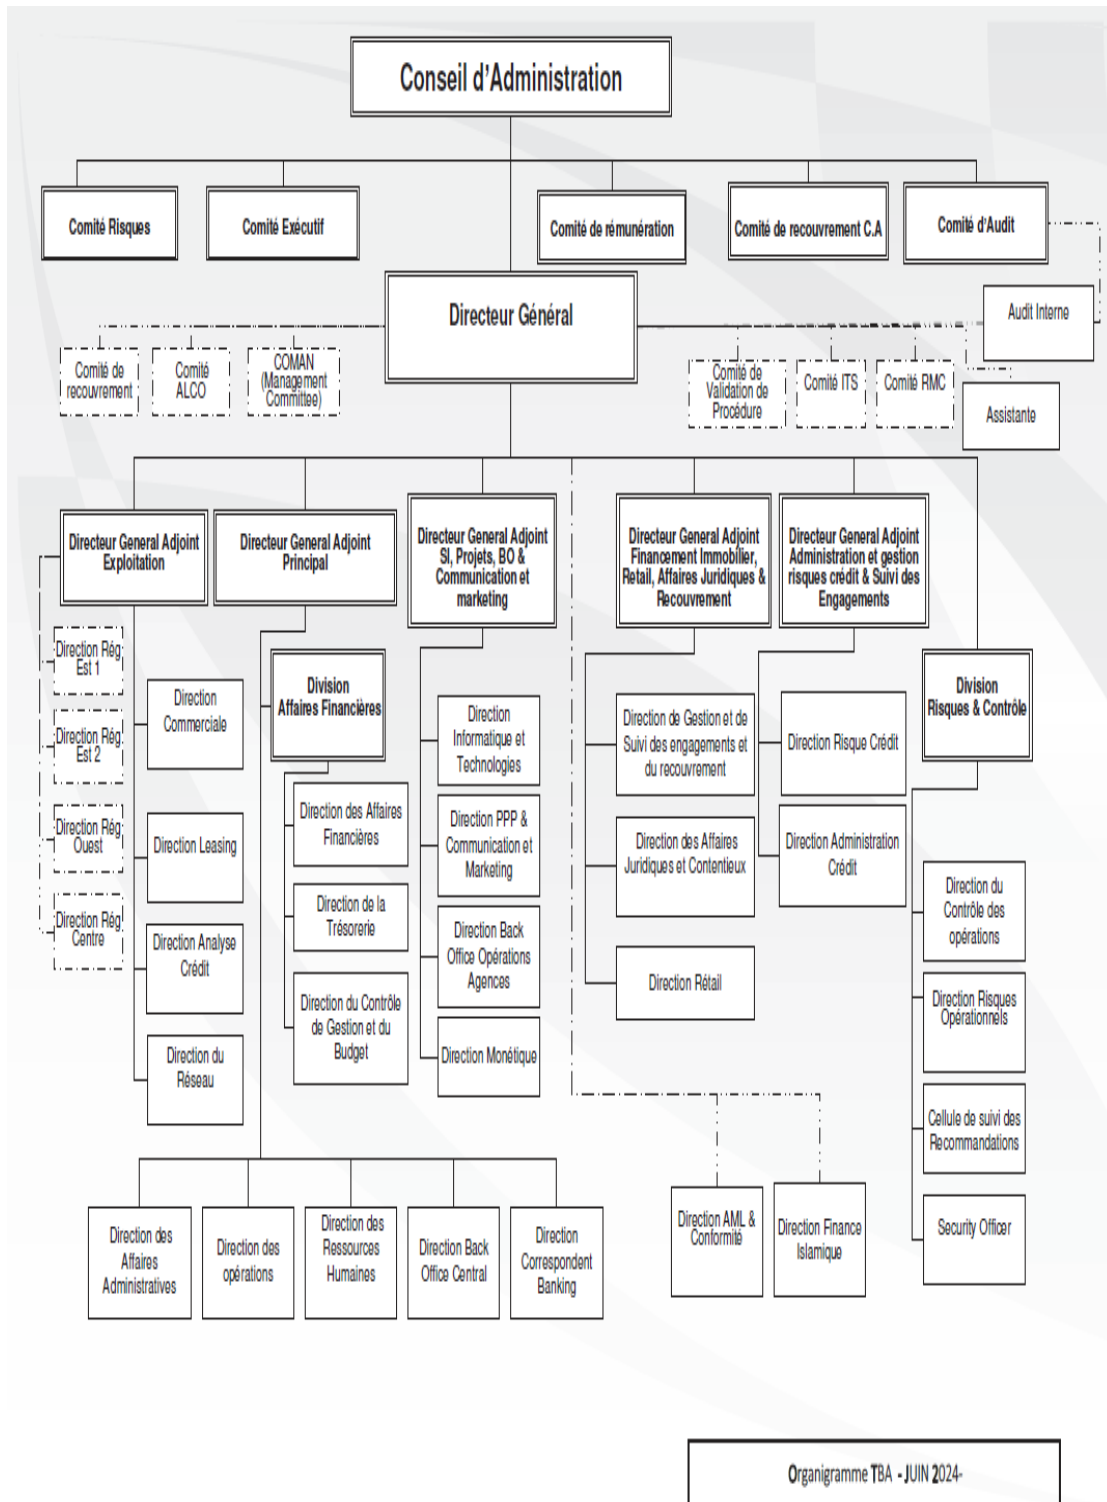 Conseil d'Administration
Comité Risques
Comité Exécutif
Comité de rémunération
Comité de recouvrement C.A
Comité d'Audit
Directeur Général
Audit Interne
Comité de
recouvrement
Comité
ALCO
COMAN
(Management
Committee)
Comité de
Validation de
Procédure
Comité ITS
Comité RMC
Assistante
Directeur General Adjoint
Exploitation
Directeur General Adjoint
Principal
Directeur General Adjoint
SI, Projets, BO &
Communication et
marketing
Directeur General Adjoint
Financement Immobilier,
Retail, Affaires Juridiques &
Recouvrement
Directeur General Adjoint
Administration et gestion
risques crédit & Suivi des
Engagements
Direction Rég
Est 1
Direction Rég
Est 2
Direction Rég
Ouest
Direction Rég
Centre
Direction
Commerciale
Direction Leasing
Direction Analyse
Crédit
Direction du
Réseau
Division
Affaires Financières
Direction des Affaires
Financières
Direction de la
Trésorerie
Direction du Contrôle
de Gestion et du
Budget
Direction
Informatique et
Technologies
Direction PPP &
Communication et
Marketing
Direction Back
Office Opérations
Agences
Direction Monétique
Direction de Gestion et de
Suivi des engagements et
du recouvrement
Direction des Affaires
Juridiques et Contentieux
Direction Rétail
Direction Risque Crédit
Direction Administration
Crédit
Division
Risques & Contrôle
Direction du
Contrôle des
opérations
Direction Risques
Opérationnels
Cellule de suivi des
Recommandations
Security Officer
Direction des
Affaires
Administratives
Direction des
opérations
Direction des
Ressources
Humaines
Direction Back
Office Central
Direction
Correspondent
Banking
Direction AML &
Conformité
Direction Finance
Islamique
Organigramme TBA - JUIN 2024-